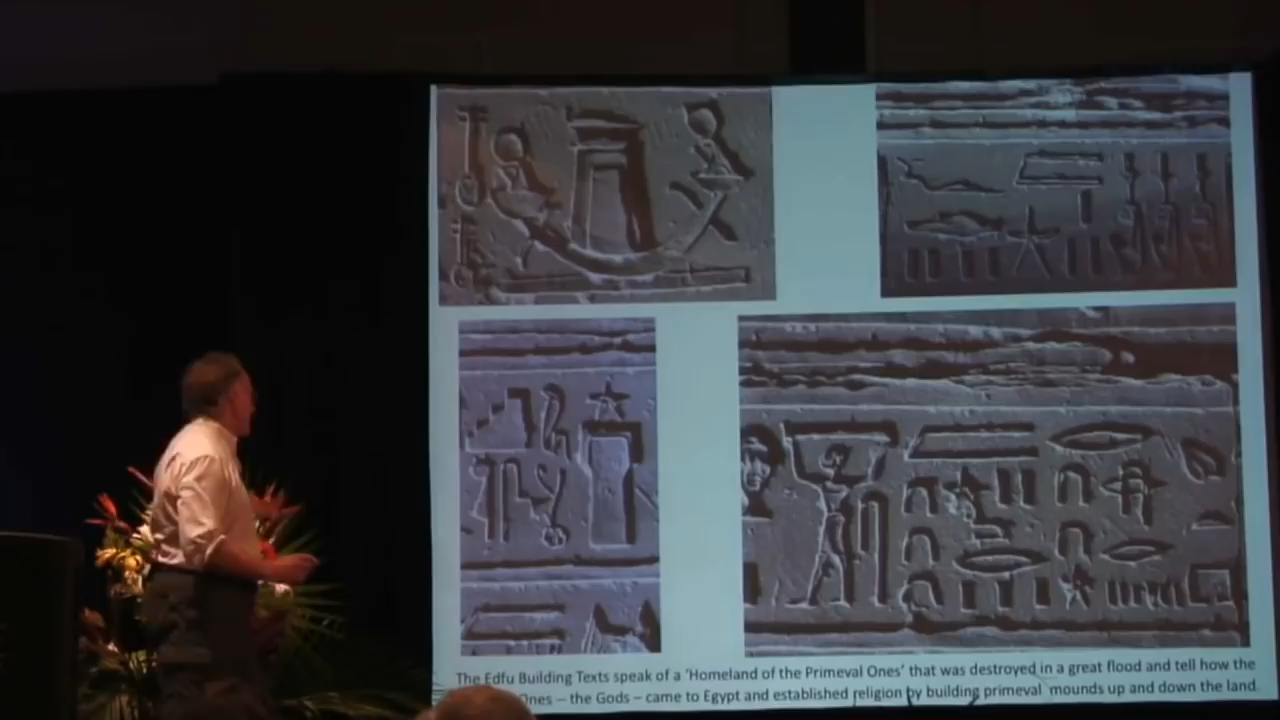 The Edfu Building Texts speak of a 'Homeland of the Primeval Ones' that was destroyed in a great flood and tell how the
Ones – the Gods – came to Egypt and established religion by building primeval mounds up and down the land.